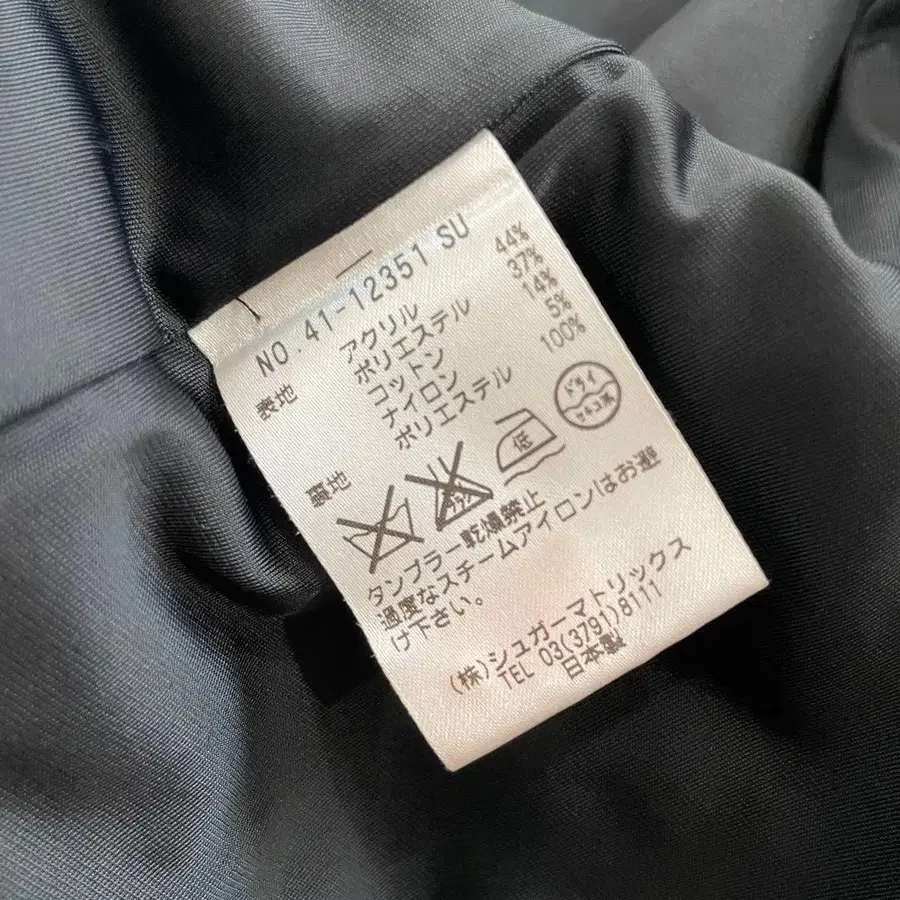 NO.41-12351 SU
表地 アクリル 44%
ポリエステル 37%
コットン 14%
ナイロン 5%
裏地 ポリエステル 100%
低 ドライ
セキユ系
タンブラー乾燥禁止
過度なスチームアイロンはお避
け下さい。
(株)シュガーマトリックス
TEL 03(3791)8111
日本製